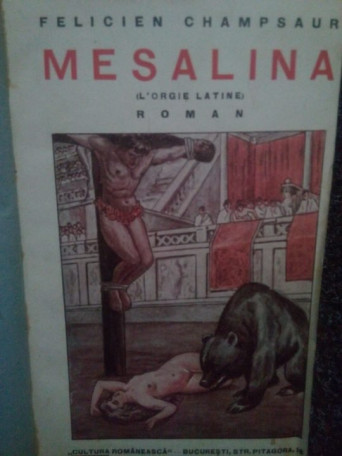 FELICIEN CHAMPSAUR
MESALINA
(L'ORGIE LATINE)
ROMAN
„CULTURA ROMÂNEASCĂ" - BUCUREȘTI, STR. PITAGORA,